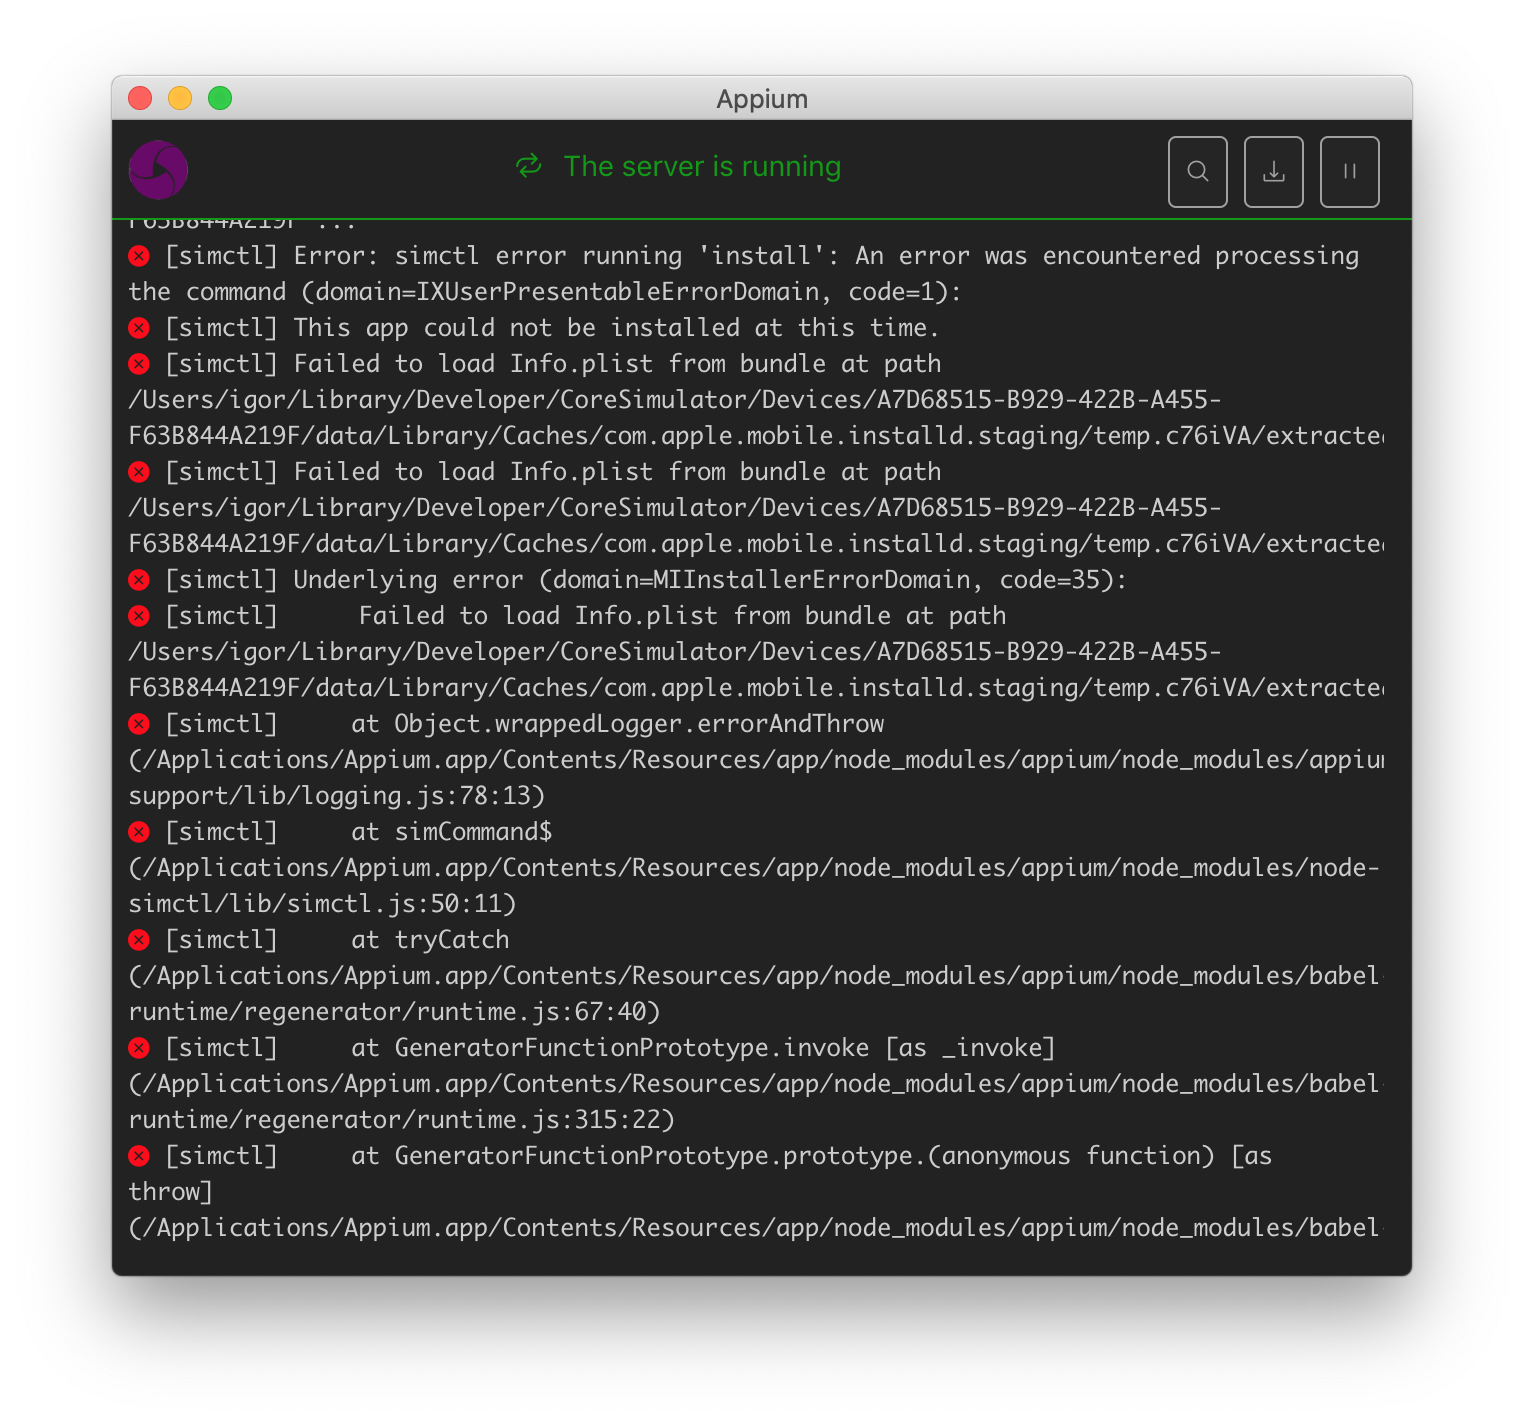 Appium
The server is running
F63B844A219F ...
[simctl] Error: simctl error running 'install': An error was encountered processing
the command (domain=IXUserPresentableErrorDomain, code=1):
[simctl] This app could not be installed at this time.
[simctl] Failed to load Info.plist from bundle at path
/Users/igor/Library/Developer/CoreSimulator/Devices/A7D68515-B929-422B-A455-
F63B844A219F/data/Library/Caches/com.apple.mobile.installd.staging/temp.c76iVA/extracted
[simctl] Failed to load Info.plist from bundle at path
/Users/igor/Library/Developer/CoreSimulator/Devices/A7D68515-B929-422B-A455-
F63B844A219F/data/Library/Caches/com.apple.mobile.installd.staging/temp.c76iVA/extracted
[simctl] Underlying error (domain=MIInstallerErrorDomain, code=35):
[simctl] Failed to load Info.plist from bundle at path
/Users/igor/Library/Developer/CoreSimulator/Devices/A7D68515-B929-422B-A455-
F63B844A219F/data/Library/Caches/com.apple.mobile.installd.staging/temp.c76iVA/extracted
[simctl] at Object.wrappedLogger.errorAndThrow
(/Applications/Appium.app/Contents/Resources/app/node_modules/appium/node_modules/appium
support/lib/logging.js:78:13)
[simctl] at simCommand$
(/Applications/Appium.app/Contents/Resources/app/node_modules/appium/node_modules/node-
simctl/lib/simctl.js:50:11)
[simctl] at tryCatch
(/Applications/Appium.app/Contents/Resources/app/node_modules/appium/node_modules/babel-
runtime/regenerator/runtime.js:67:40)
[simctl] at GeneratorFunctionPrototype.invoke [as _invoke]
(/Applications/Appium.app/Contents/Resources/app/node_modules/appium/node_modules/babel-
runtime/regenerator/runtime.js:315:22)
[simctl] at GeneratorFunctionPrototype.prototype.(anonymous function) [as
throw]
(/Applications/Appium.app/Contents/Resources/app/node_modules/appium/node_modules/babel-